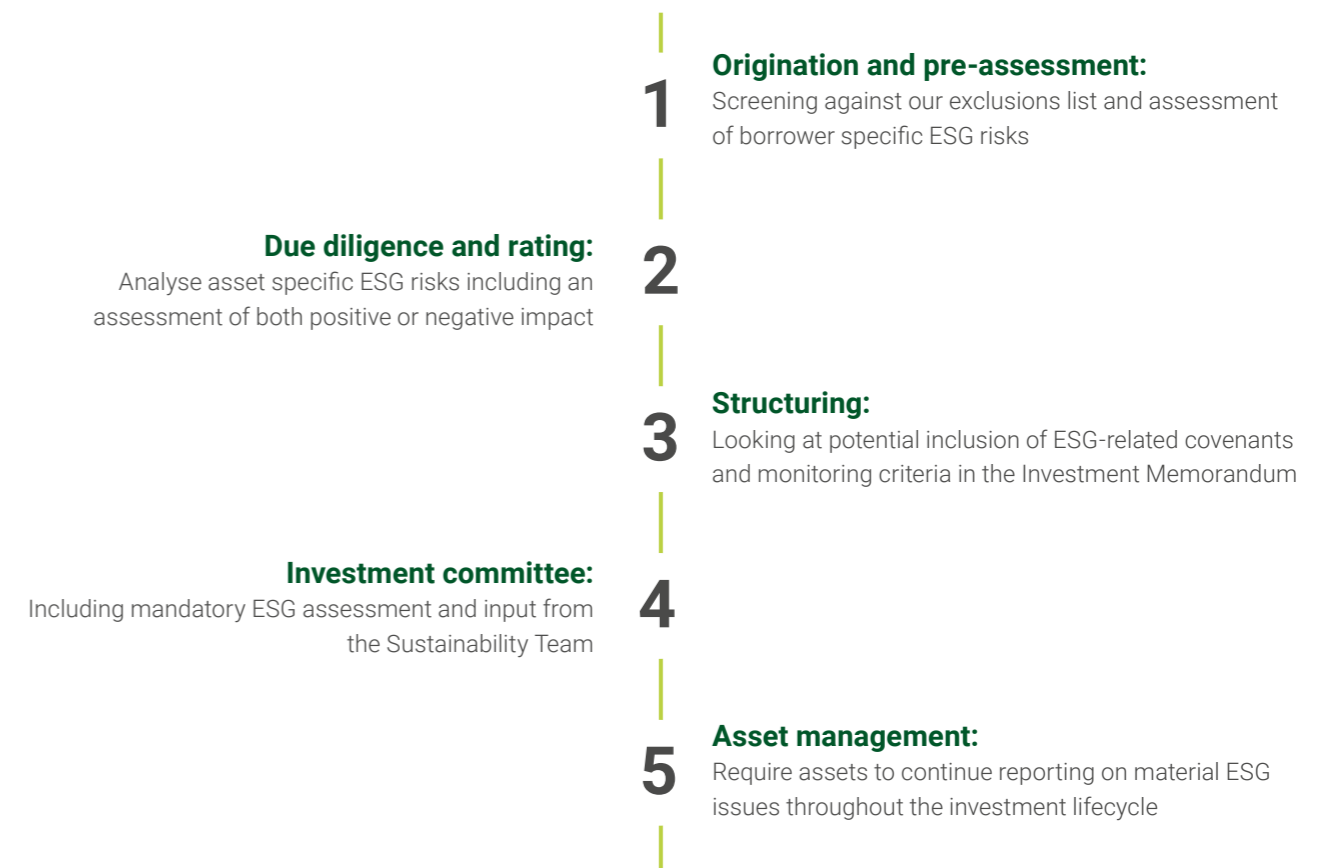 1
Origination and pre-assessment:
Screening against our exclusions list and assessment
of borrower specific ESG risks
Due diligence and rating:
Analyse asset specific ESG risks including an
assessment of both positive or negative impact
2
3
Structuring:
Looking at potential inclusion of ESG-related covenants
and monitoring criteria in the Investment Memorandum
Investment committee:
Including mandatory ESG assessment and input from
the Sustainability Team
4
5
Asset management:
Require assets to continue reporting on material ESG
issues throughout the investment lifecycle